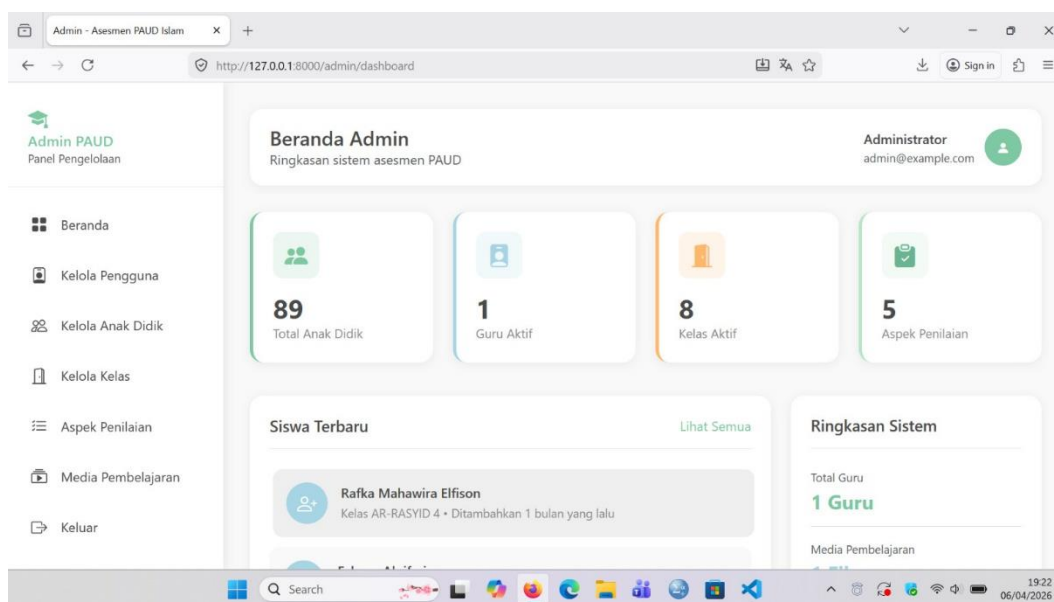 Admin - Asesmen PAUD Islam
http://127.0.0.1:8000/admin/dashboard
Sign in
Admin PAUD
Panel Pengelolaan
Beranda
Kelola Pengguna
Kelola Anak Didik
Kelola Kelas
Aspek Penilaian
Media Pembelajaran
Keluar
Beranda Admin
Ringkasan sistem asesmen PAUD
Administrator
admin@example.com
89
Total Anak Didik
1
Guru Aktif
8
Kelas Aktif
5
Aspek Penilaian
Siswa Terbaru
Lihat Semua
Rafka Mahawira Elfison
Kelas AR-RASYID 4 • Ditambahkan 1 bulan yang lalu
Ringkasan Sistem
Total Guru
1 Guru
Media Pembelajaran
Search
19:22
06/04/2026